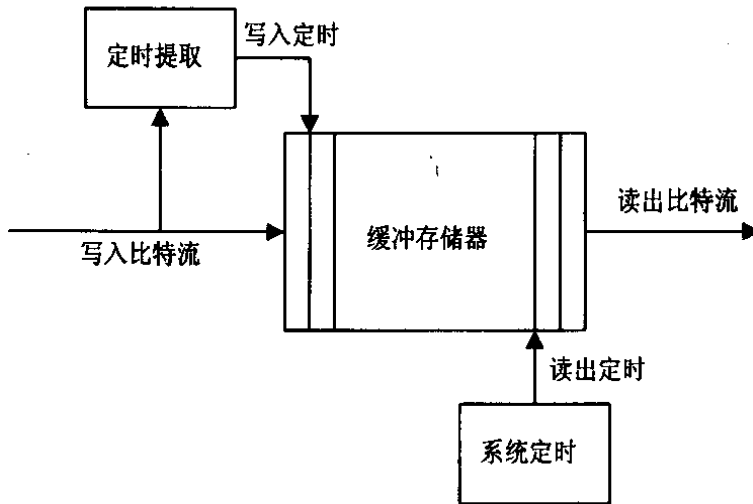 写入定时
定时提取
读出比特流
缓冲存储器
写入比特流
读出定时
系统定时